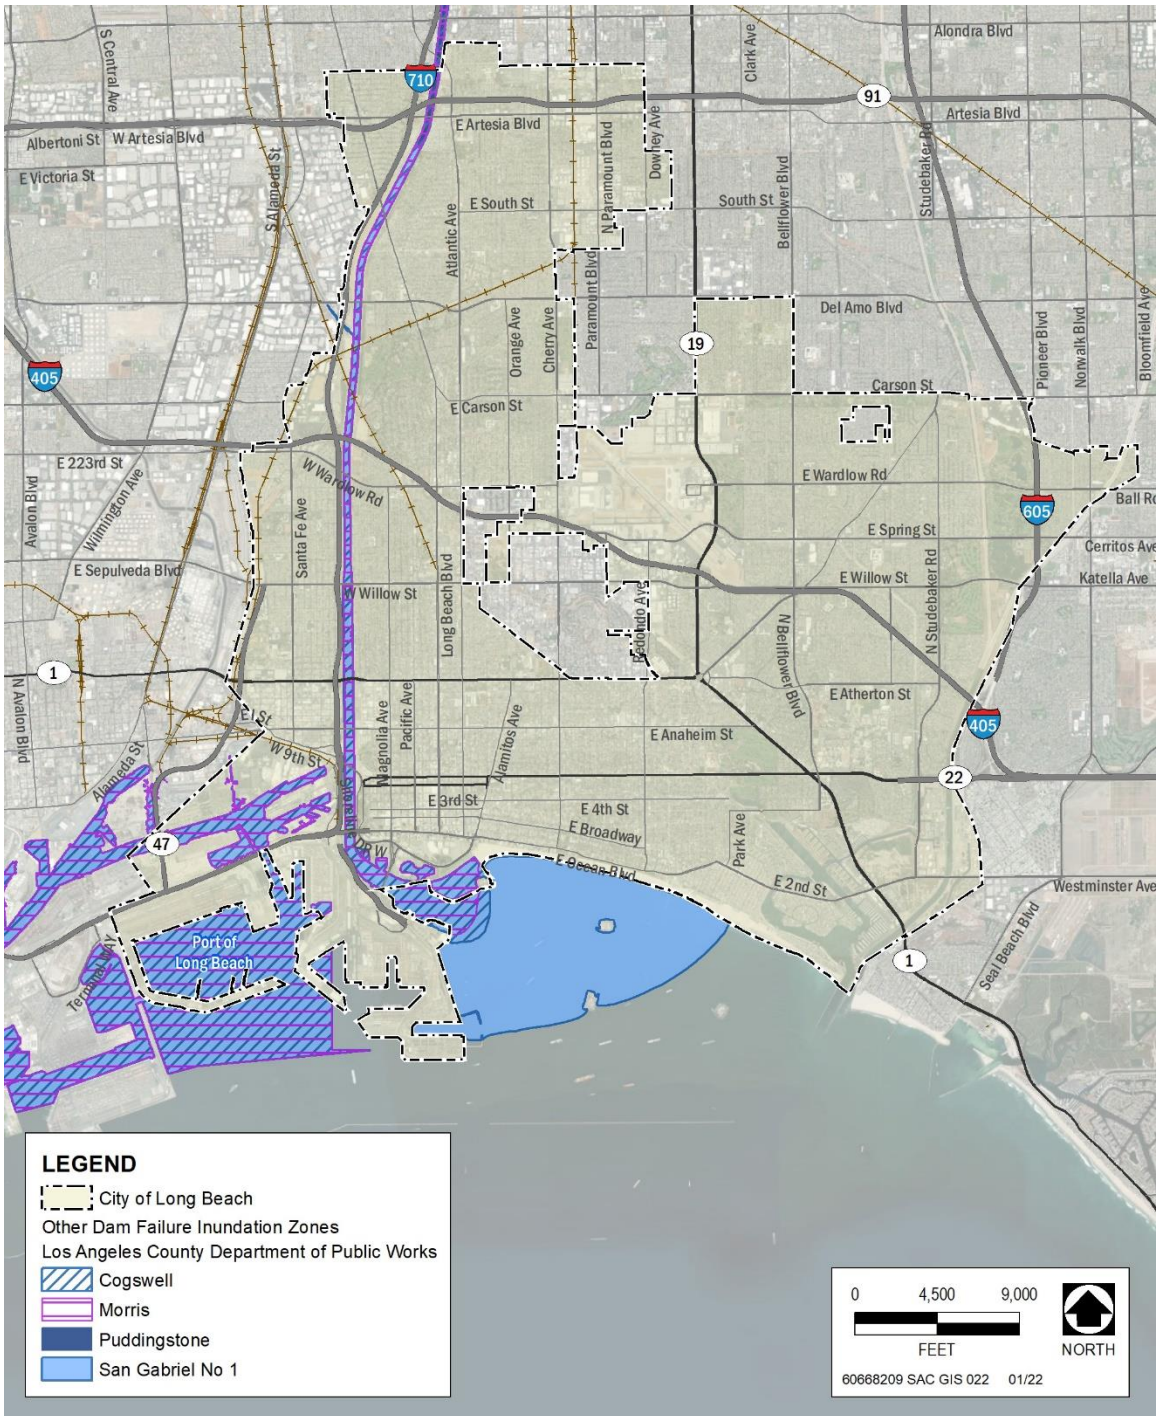 S Central Ave
710
Clark Ave
Alondra Blvd
91
Artesia Blvd
E Artesia Blvd
Albertoni St
W Artesia Blvd
E Victoria St
S Alameda St
N Paramount Blvd
Downey Ave
Bellflower Blvd
Studebaker Rd
E South St
South St
Atlantic Ave
Paramount Blvd
Del Amo Blvd
Orange Ave
Cherry Ave
19
Pioneer Blvd
Norwalk Blvd
Bloomfield Ave
405
Carson St
E Carson St
E 223rd St
W Wardlow Rd
E Wardlow Rd
Avalon Blvd
Wilmington Ave
Santa Fe Ave
605
Ball Rd
E Spring St
Cerritos Ave
E Sepulveda Blvd
W Willow St
E Willow St
Katella Ave
Long Beach Blvd
Redondo Ave
N Bellflower Blvd
N Studebaker Rd
1
N Avalon Blvd
E I St
Magnolia Ave
Pacific Ave
Alamitos Ave
E Atherton St
405
E Anaheim St
W 9th St
Alameda St
22
E 3rd St
E 4th St
E Broadway
Park Ave
47
Shoreline
DR W
E Ocean Blvd
E 2nd St
Westminster Ave
Port of
Long Beach
Terminal WAY
1
Seal Beach Blvd
LEGEND
City of Long Beach
Other Dam Failure Inundation Zones
Los Angeles County Department of Public Works
Cogswell
Morris
Puddingstone
San Gabriel No 1
0 4,500 9,000
FEET
NORTH
60668209 SAC GIS 022 01/22